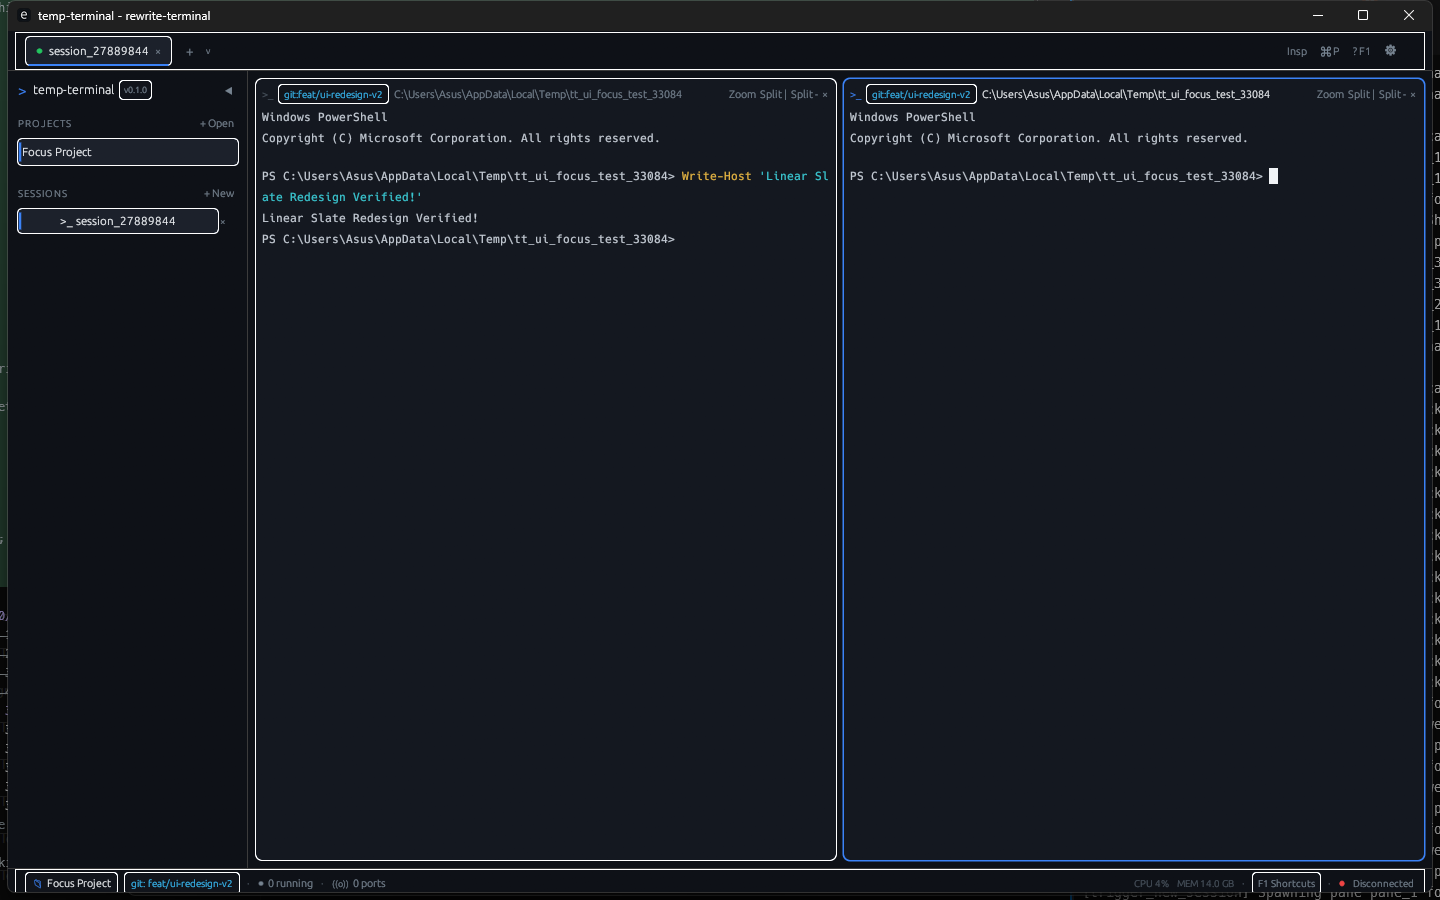 temp-terminal - rewrite-terminal
session_27889844 × + v Insp ⌘P ?F1
> temp-terminal v0.1.0 ◀
PROJECTS + Open
Focus Project
SESSIONS + New
>_ session_27889844 ×
>_ git:feat/ui-redesign-v2 C:\Users\Asus\AppData\Local\Temp\tt_ui_focus_test_33084 Zoom Split| Split- ×
Windows PowerShell
Copyright (C) Microsoft Corporation. All rights reserved.
PS C:\Users\Asus\AppData\Local\Temp\tt_ui_focus_test_33084> Write-Host 'Linear Sl
ate Redesign Verified!'
Linear Slate Redesign Verified!
PS C:\Users\Asus\AppData\Local\Temp\tt_ui_focus_test_33084>
>_ git:feat/ui-redesign-v2 C:\Users\Asus\AppData\Local\Temp\tt_ui_focus_test_33084 Zoom Split| Split- ×
Windows PowerShell
Copyright (C) Microsoft Corporation. All rights reserved.
PS C:\Users\Asus\AppData\Local\Temp\tt_ui_focus_test_33084>
Focus Project git: feat/ui-redesign-v2 · ● 0 running · ((o)) 0 ports CPU 4% MEM 14.0 GB · F1 Shortcuts · ● Disconnected